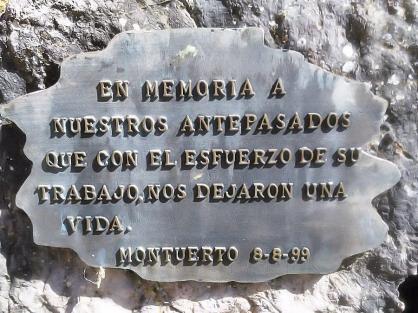 EN MEMORIA A
NUESTROS ANTEPASADOS
QUE CON EL ESFUERZO DE SU
TRABAJO, NOS DEJARON UNA
VIDA.
MONTUERTO 8-8-99